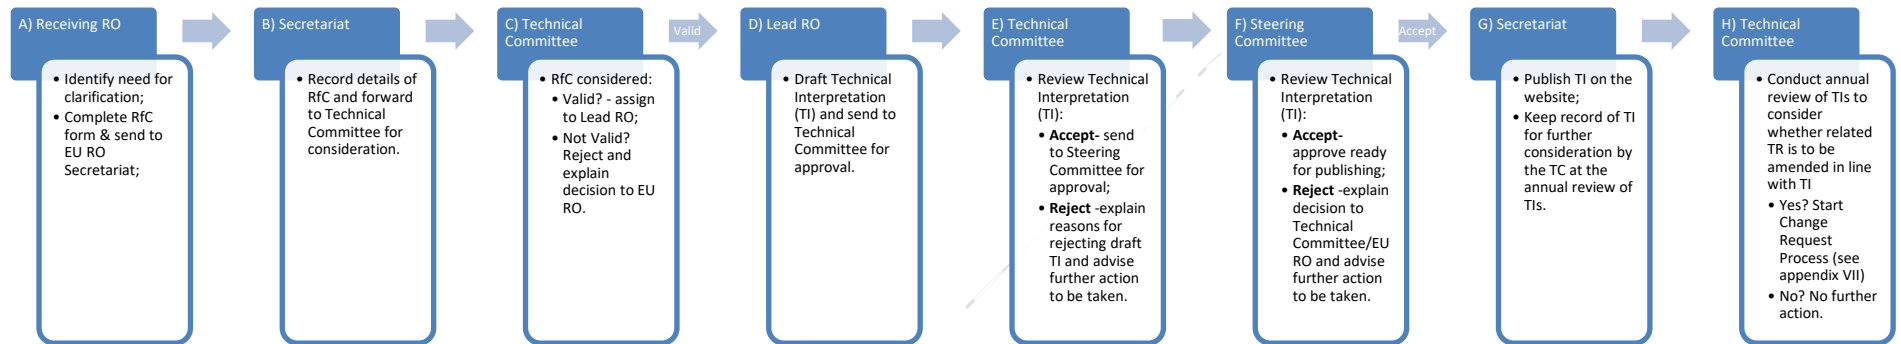 A) Receiving RO
• Identify need for
clarification;
• Complete RfC
form & send to
EU RO
Secretariat;
B) Secretariat
• Record details of
RfC and forward
to Technical
Committee for
consideration.
C) Technical
Committee
• RfC considered:
• Valid? - assign
to Lead RO;
• Not Valid?
Reject and
explain
decision to EU
RO.
Valid
D) Lead RO
• Draft Technical
Interpretation
(TI) and send to
Technical
Committee for
approval.
E) Technical
Committee
• Review Technical
Interpretation
(TI):
• Accept- send
to Steering
Committee for
approval;
• Reject -explain
reasons for
rejecting draft
TI and advise
further action
to be taken.
F) Steering
Committee
• Review Technical
Interpretation
(TI):
• Accept-
approve ready
for publishing;
• Reject -explain
decision to
Technical
Committee/EU
RO and advise
further action
to be taken.
Accept
G) Secretariat
• Publish TI on the
website;
• Keep record of TI
for further
consideration by
the TC at the
annual review of
TIs.
H) Technical
Committee
• Conduct annual
review of TIs to
consider
whether related
TR is to be
amended in line
with TI
• Yes? Start
Change
Request
Process (see
appendix VII)
• No? No further
action.